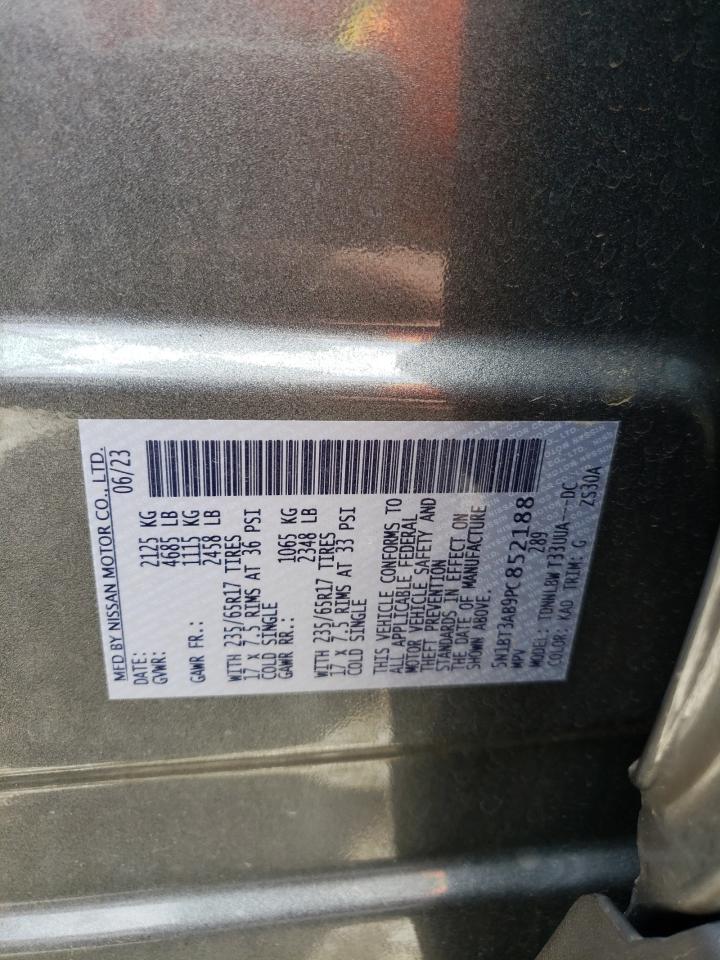 MFD BY NISSAN MOTOR CO., LTD.
DATE: 06/23
GVWR: 2125 KG
4685 LB
GAWR FR.: 1115 KG
2458 LB
WITH 235/65R17 TIRES
17 X 7.5 RIMS AT 36 PSI
COLD SINGLE
GAWR RR.: 1065 KG
2348 LB
WITH 235/65R17 TIRES
17 X 7.5 RIMS AT 33 PSI
COLD SINGLE
THIS VEHICLE CONFORMS TO
ALL APPLICABLE FEDERAL
MOTOR VEHICLE SAFETY AND
THEFT PREVENTION
STANDARDS IN EFFECT ON
THE DATE OF MANUFACTURE
SHOWN ABOVE.
5N1BT3AB9PC852188
MPV 289
MODEL: TDNNLBW T33UUA---DC
COLOR: KAD TRIM: G ZS30A